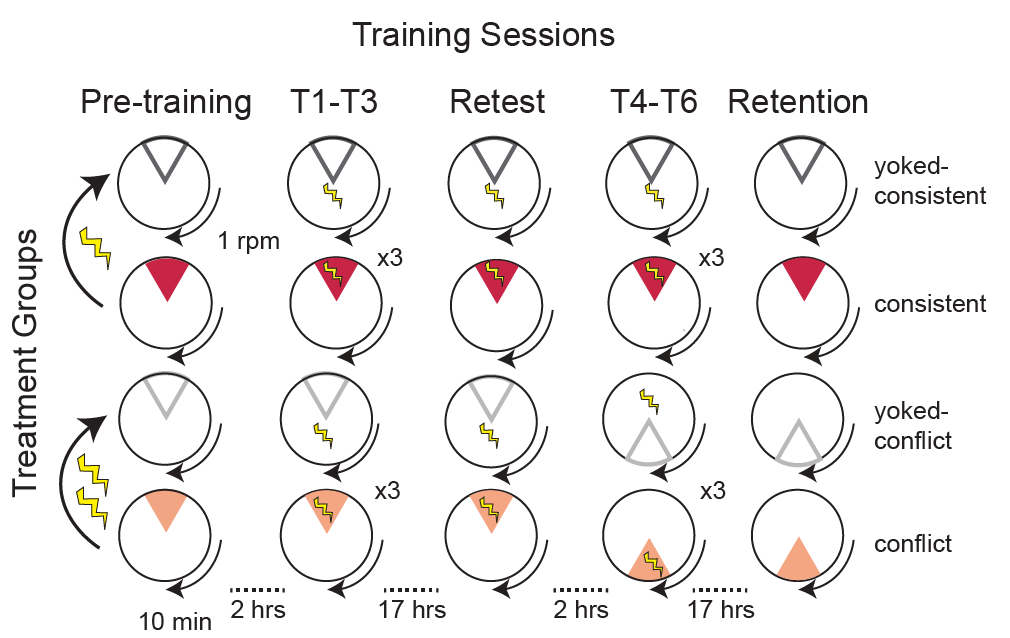 Training Sessions
Pre-training T1-T3 Retest T4-T6 Retention
yoked-
consistent
1 rpm
x3 x3
consistent
Treatment Groups
yoked-
conflict
x3 x3
conflict
10 min 2 hrs 17 hrs 2 hrs 17 hrs